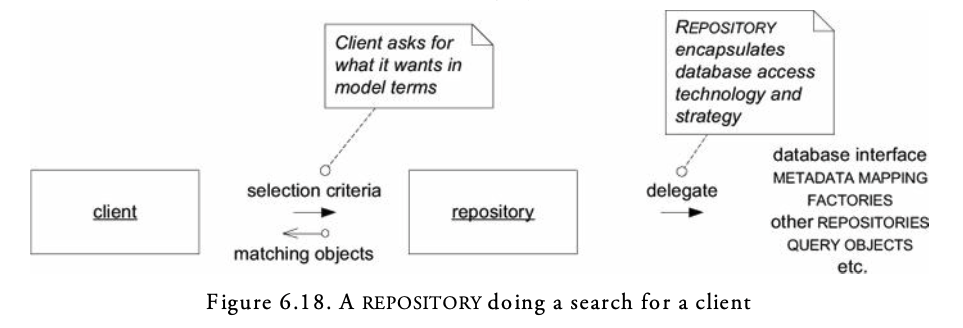 Client asks for
what it wants in
model terms
REPOSITORY
encapsulates
database access
technology and
strategy
client
selection criteria
matching objects
repository
delegate
database interface
METADATA MAPPING
FACTORIES
other REPOSITORIES
QUERY OBJECTS
etc.
Figure 6.18. A REPOSITORY doing a search for a client